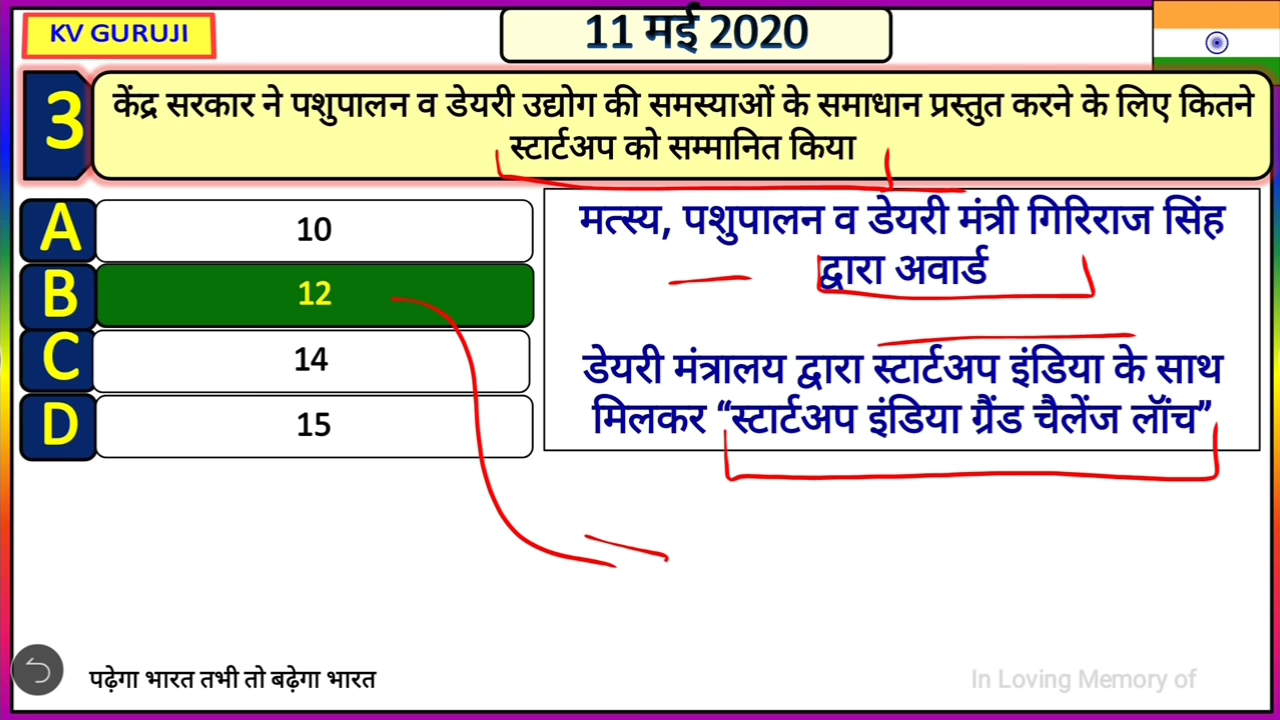 KV GURUJI
11 मई 2020
3
केंद्र सरकार ने पशुपालन व डेयरी उद्योग की समस्याओं के समाधान प्रस्तुत करने के लिए कितने
स्टार्टअप को सम्मानित किया
A
10
B
12
C
14
D
15
मत्स्य, पशुपालन व डेयरी मंत्री गिरिराज सिंह
द्वारा अवार्ड
डेयरी मंत्रालय द्वारा स्टार्टअप इंडिया के साथ
मिलकर “स्टार्टअप इंडिया ग्रैंड चैलेंज लॉंच”
पढ़ेगा भारत तभी तो बढ़ेगा भारत
In Loving Memory of